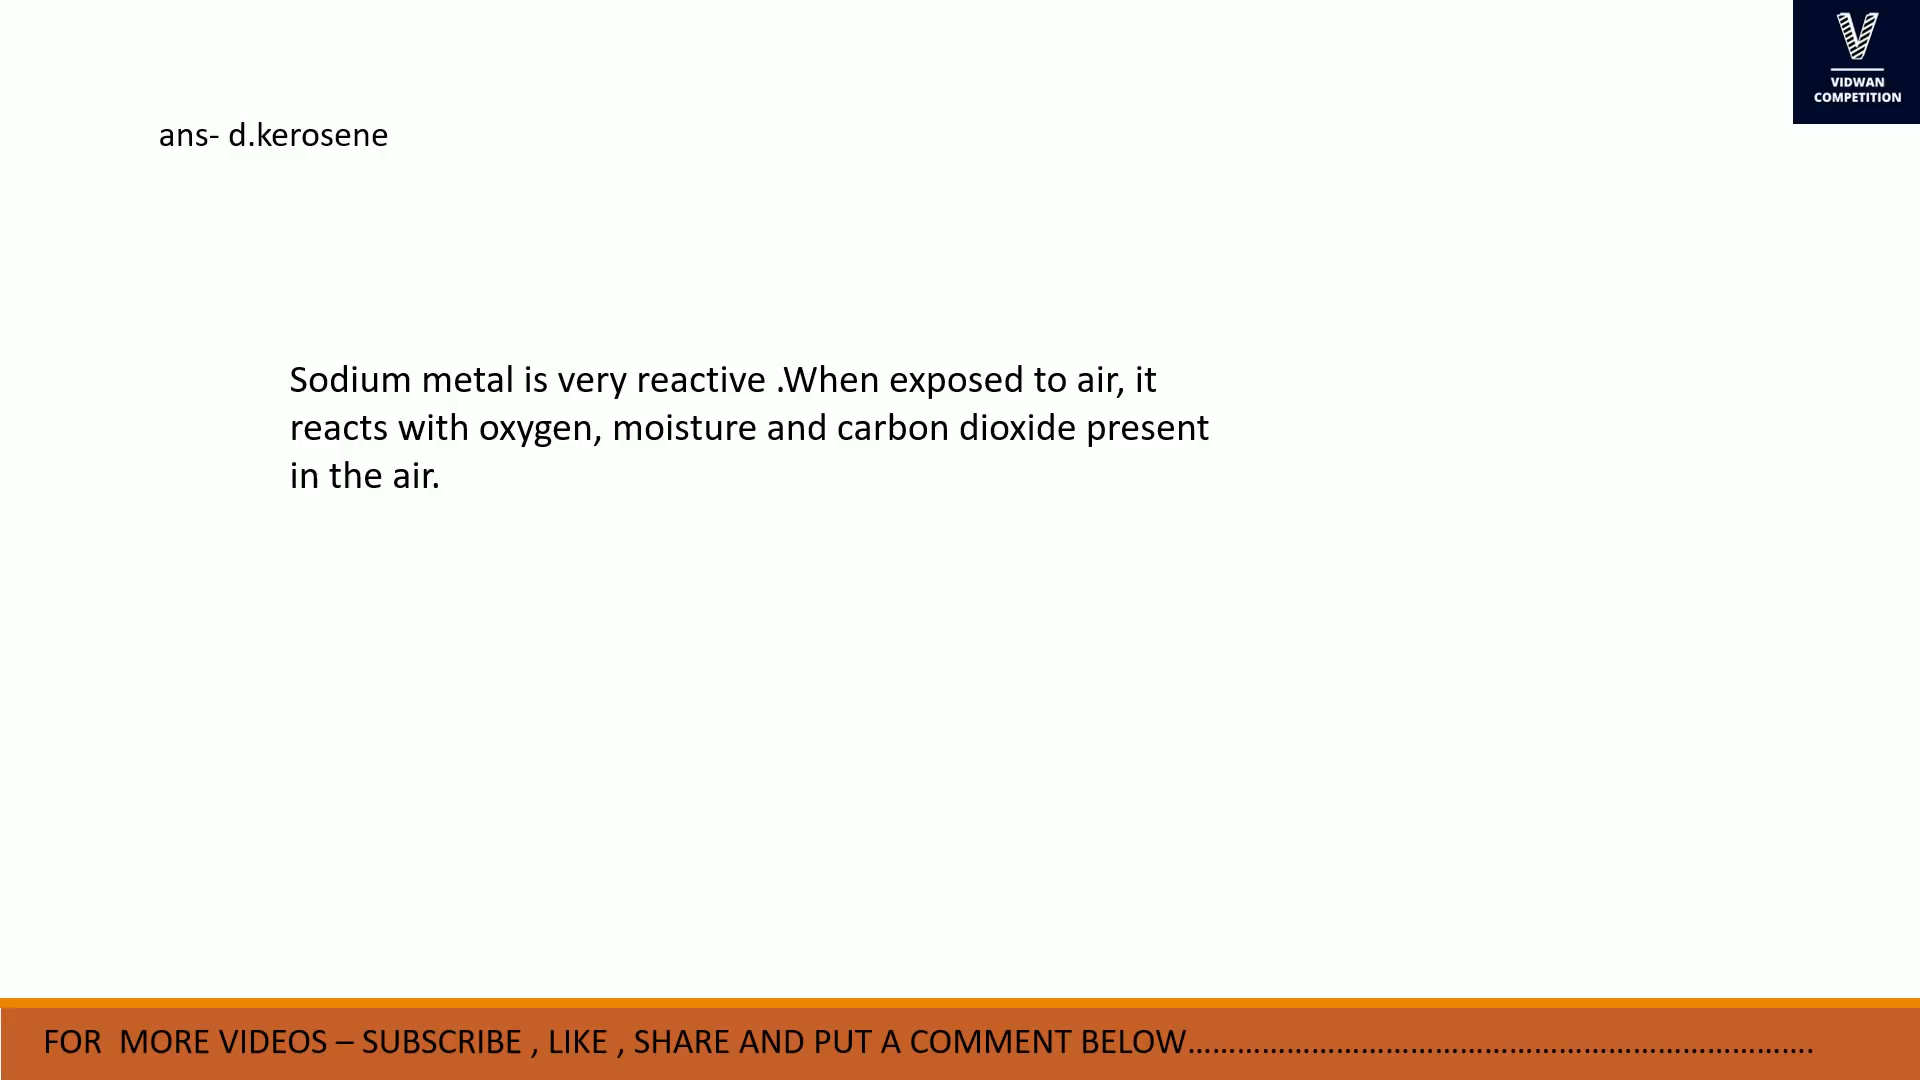 VIDWAN
COMPETITION
ans- d.kerosene
Sodium metal is very reactive .When exposed to air, it
reacts with oxygen, moisture and carbon dioxide present
in the air.
FOR  MORE VIDEOS – SUBSCRIBE , LIKE , SHARE AND PUT A COMMENT BELOW………………………………………………………………….